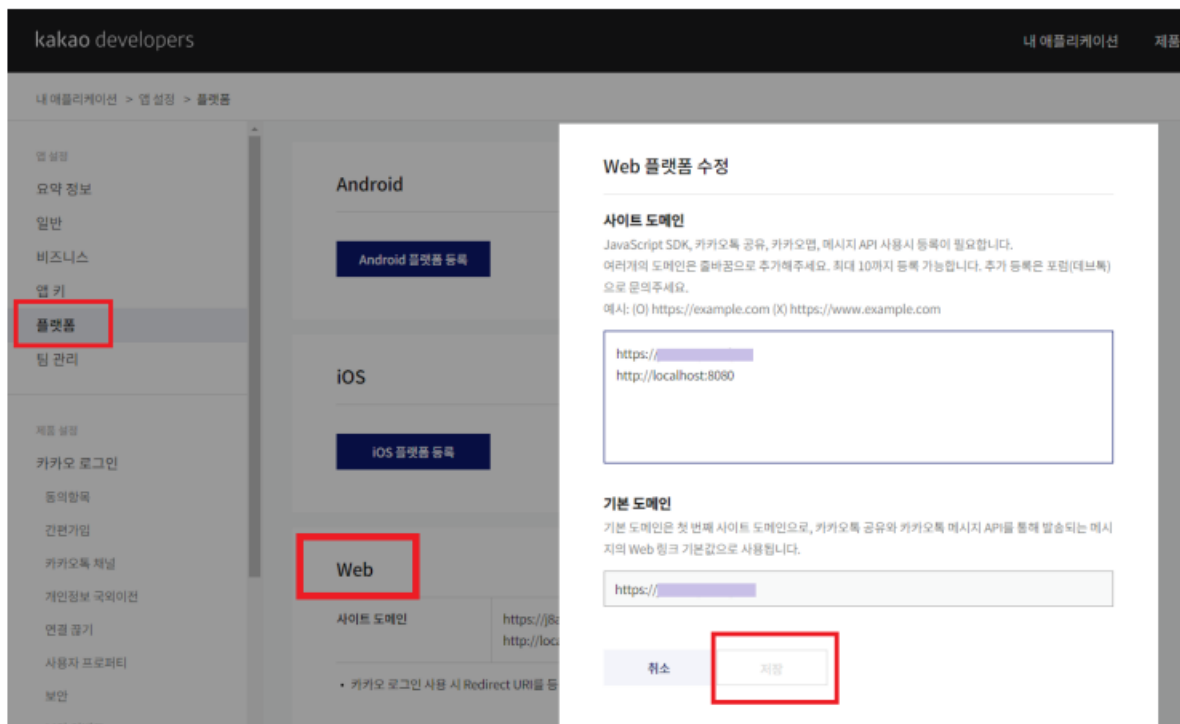 kakao developers
내 애플리케이션 제품
내 애플리케이션 > 앱 설정 > 플랫폼
앱 설정
요약 정보
일반
비즈니스
앱 키
플랫폼
팀 관리
제품 설정
카카오 로그인
동의항목
간편가입
카카오톡 채널
개인정보 국외이전
연결 끊기
사용자 프로퍼티
보안
Android
Android 플랫폼 등록
iOS
iOS 플랫폼 등록
Web
사이트 도메인
https://j8a
http://loca
• 카카오 로그인 사용 시 Redirect URI를 등
Web 플랫폼 수정
사이트 도메인
JavaScript SDK, 카카오톡 공유, 카카오맵, 메시지 API 사용시 등록이 필요합니다.
여러개의 도메인은 줄바꿈으로 추가해주세요. 최대 10까지 등록 가능합니다. 추가 등록은 포럼(데브톡)
으로 문의주세요.
예시: (O) https://example.com (X) https://www.example.com
https://
http://localhost:8080
기본 도메인
기본 도메인은 첫 번째 사이트 도메인으로, 카카오톡 공유와 카카오톡 메시지 API를 통해 발송되는 메시
지의 Web 링크 기본값으로 사용됩니다.
https://
취소
저장